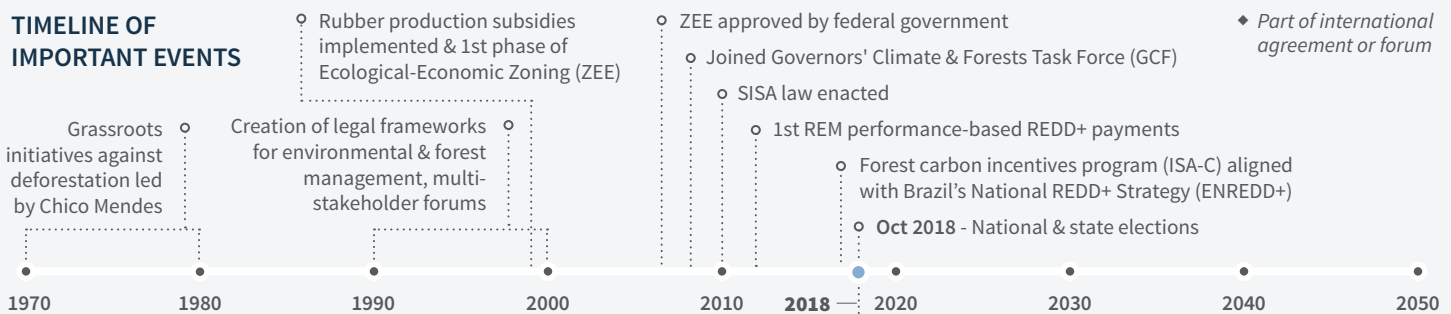 TIMELINE OF
IMPORTANT EVENTS
Grassroots
initiatives against
deforestation led
by Chico Mendes
Rubber production subsidies
implemented & 1st phase of
Ecological-Economic Zoning (ZEE)
Creation of legal frameworks
for environmental & forest
management, multi-
stakeholder forums
ZEE approved by federal government
Joined Governors' Climate & Forests Task Force (GCF)
SISA law enacted
1st REM performance-based REDD+ payments
Forest carbon incentives program (ISA-C) aligned
with Brazil’s National REDD+ Strategy (ENREDD+)
Oct 2018 - National & state elections
Part of international
agreement or forum
1970 1980 1990 2000 2010 2018 2020 2030 2040 2050